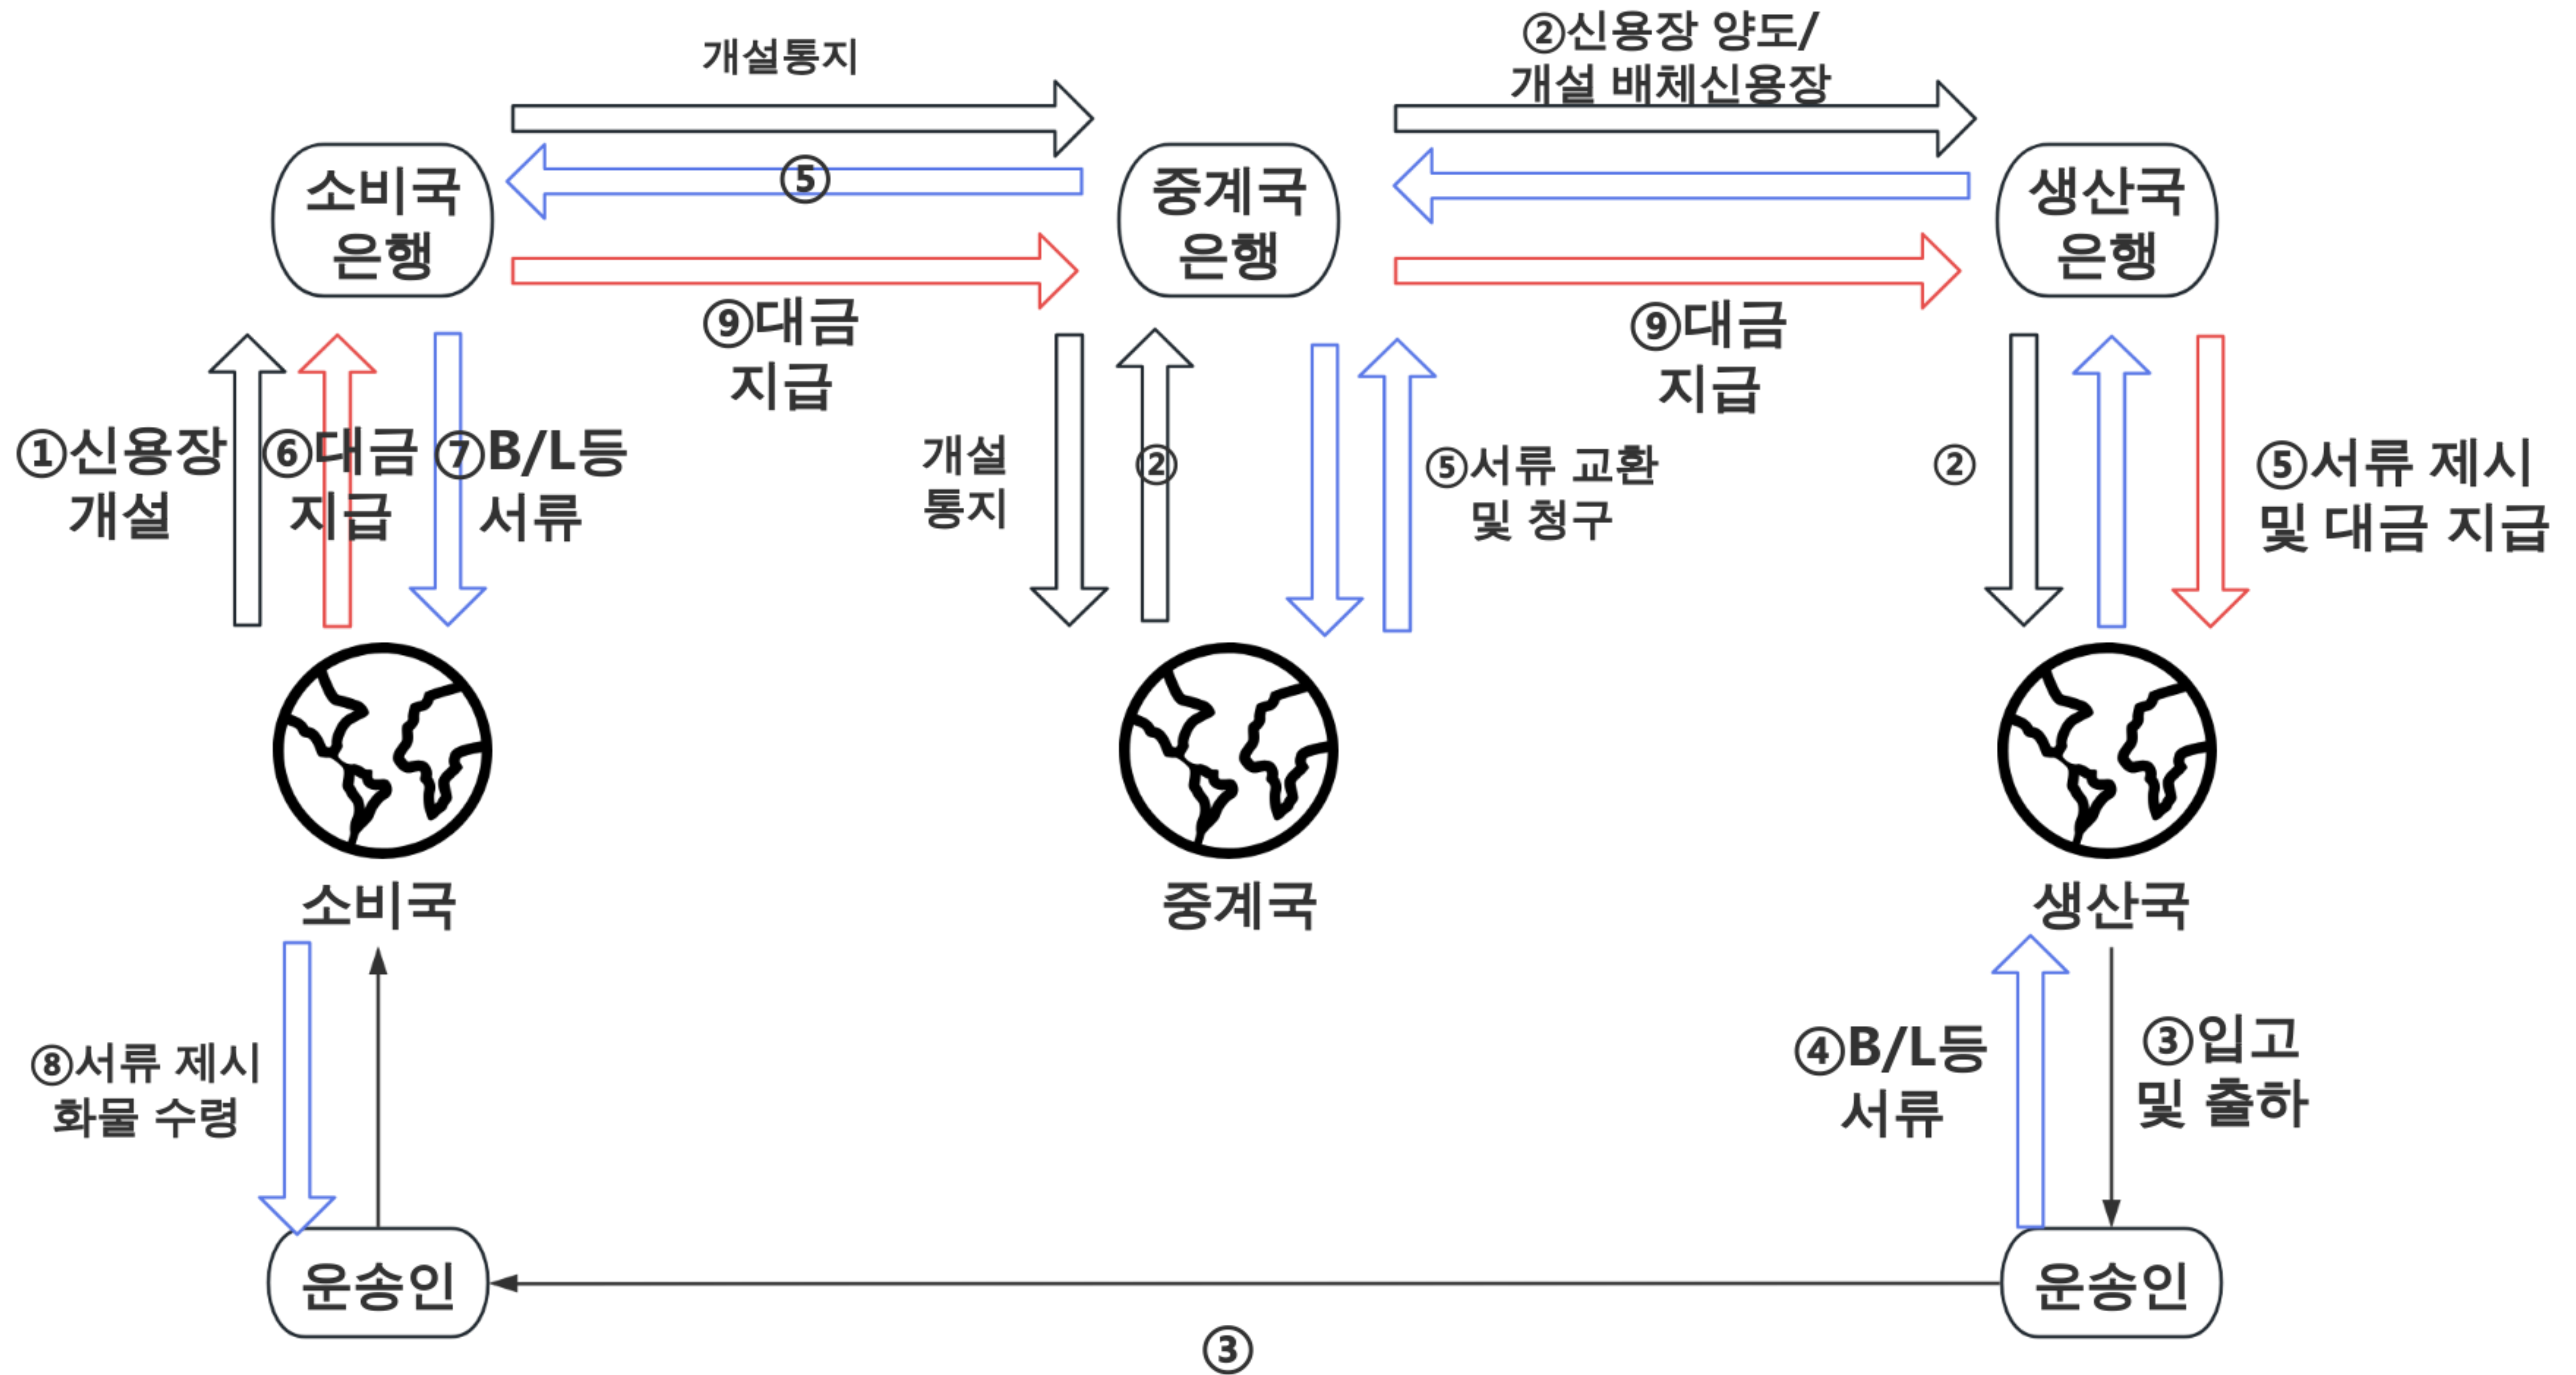 개설통지
②신용장 양도/
개설 배체신용장
소비국
은행
⑤
중계국
은행
생산국
은행
⑨대금
지급
⑨대금
지급
①신용장
개설
⑥대금
지급
⑦B/L등
서류
개설
통지
②
⑤서류 교환
및 청구
②
⑤서류 제시
및 대금 지급
소비국
중계국
생산국
⑧서류 제시
화물 수령
④B/L등
서류
③입고
및 출하
운송인
운송인
③